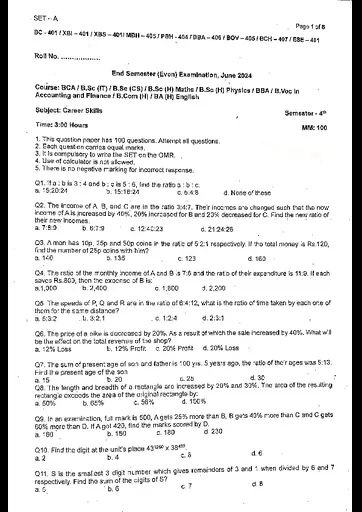 SET - A
Page 1 of 8
BC - 401 / XBI - 401 / XBS - 401/ MBH - 405 / PBH - 404 / BBA - 406 / BOV - 405 / BCH - 407 / EBE - 401
Roll No. ..................
End Semester (Even) Examination, June 2024
Course: BCA / B.Sc (IT) / B.Sc (CS) / B.Sc (H) Maths / B.Sc (H) Physics / BBA / B.Voc in
Accounting and Finance / B.Com (H) / BA (H) English
Subject: Career Skills
Semester - 4th
Time: 3:00 Hours
MM: 100
1. This question paper has 100 questions. Attempt all questions.
2. Each question carries equal marks.
3. It is compulsory to write the SET on the OMR.
4. Use of calculator is not allowed.
5. There is no negative marking for incorrect response.
Q1. If a : b is 3 : 4 and b : c is 5 : 6, find the ratio a : b : c.
a. 15:20:24 b. 15:18:24 c. 6:4:8 d. None of these
Q2. The income of A, B, and C are in the ratio 3:4:7. Their incomes are changed such that the new
income of A is increased by 40%, 20% increased for B and 20% decreased for C. Find the new ratio of
their new incomes.
a. 7:8:9 b. 6:7:9 c. 12:40:23 d. 21:24:28
Q3. A man has 10p, 25p and 50p coins in the ratio of 5:2:1 respectively. If the total money is Rs.120,
find the number of 25p coins with him?
a. 140 b. 135 c. 123 d. 160
Q4. The ratio of the monthly income of A and B is 7:6 and the ratio of their expenditure is 11:9. If each
saves Rs.800, then the expense of B is:
a. 1,000 b. 2,400 c. 1,800 d. 2,200
Q5. The speeds of P, Q and R are in the ratio 6:4:12, what is the ratio of time taken by each one of
them for the same distance?
a. 6:3:2 b. 3:2:1 c. 1:2:4 d. 2:3:1
Q6. The price of a bike is decreased by 20%. As a result of which the sale increased by 40%. What will
be the effect on the total revenue of the shop?
a. 12% Loss b. 12% Profit c. 20% Profit d. 20% Loss
Q7. The sum of present age of son and father is 100 yrs. 5 years ago, the ratio of their ages was 5:13.
Find the present age of the son
a. 15 b. 20 c. 25 d. 30
Q8. The length and breadth of a rectangle are increased by 20% and 30%. The area of the resulting
rectangle exceeds the area of the original rectangle by:
a. 50% b. 65% c. 56% d. 100%
Q9. In an examination, full mark is 500, A gets 25% more than B, B gets 40% more than C and C gets
60% more than D. If A got 420, find the marks scored by D.
a. 160 b. 150 c. 180 d. 230
Q10. Find the digit at the unit's place
a. 2 b. 4 c. 8 d. 6
Q11. S is the smallest 3 digit number which gives remainders of 3 and 1 when divided by 6 and 7
respectively. Find the sum of the digits of S?
a. 5 b. 6 c. 7 d. 8